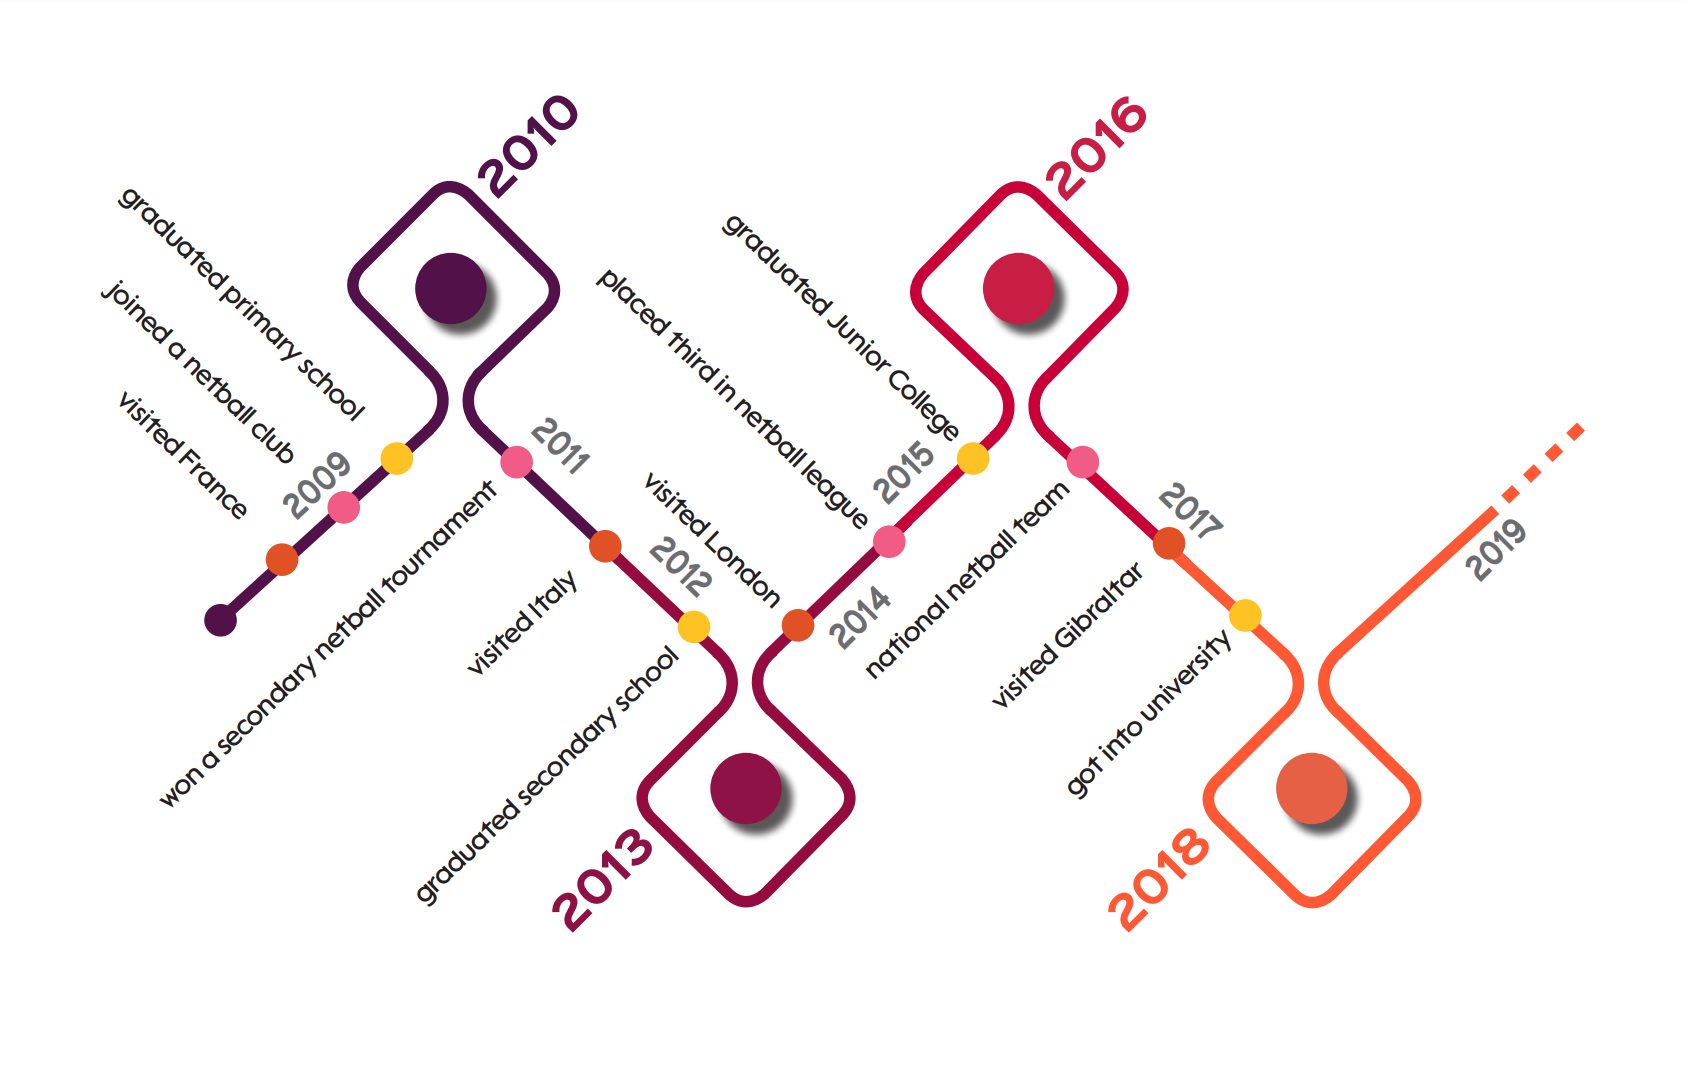 visited France
joined a netball club
2009
graduated primary school
2010
2011
won a secondary netball tournament
visited Italy
2012
graduated secondary school
2013
visited London
2014
placed third in netball league
2015
graduated Junior College
2016
national netball team
2017
visited Gibraltar
got into university
2018
2019